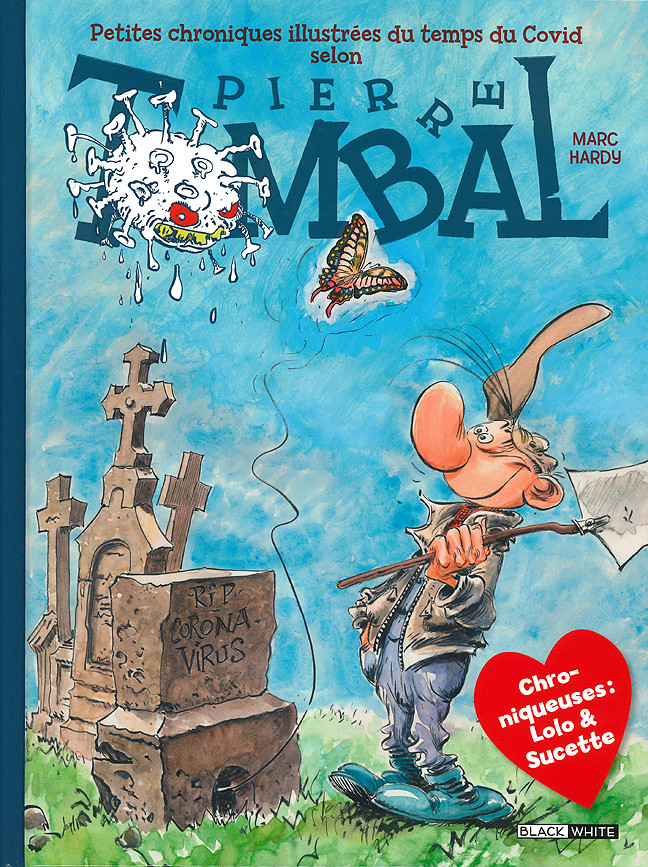 Petites chroniques illustrées du temps du Covid
selon
PIERRE
TOMBAL
MARC
HARDY
RIP
CORONA-
VIRUS
Chro-
niqueuses:
Lolo &
Sucette
BLACK WHITE